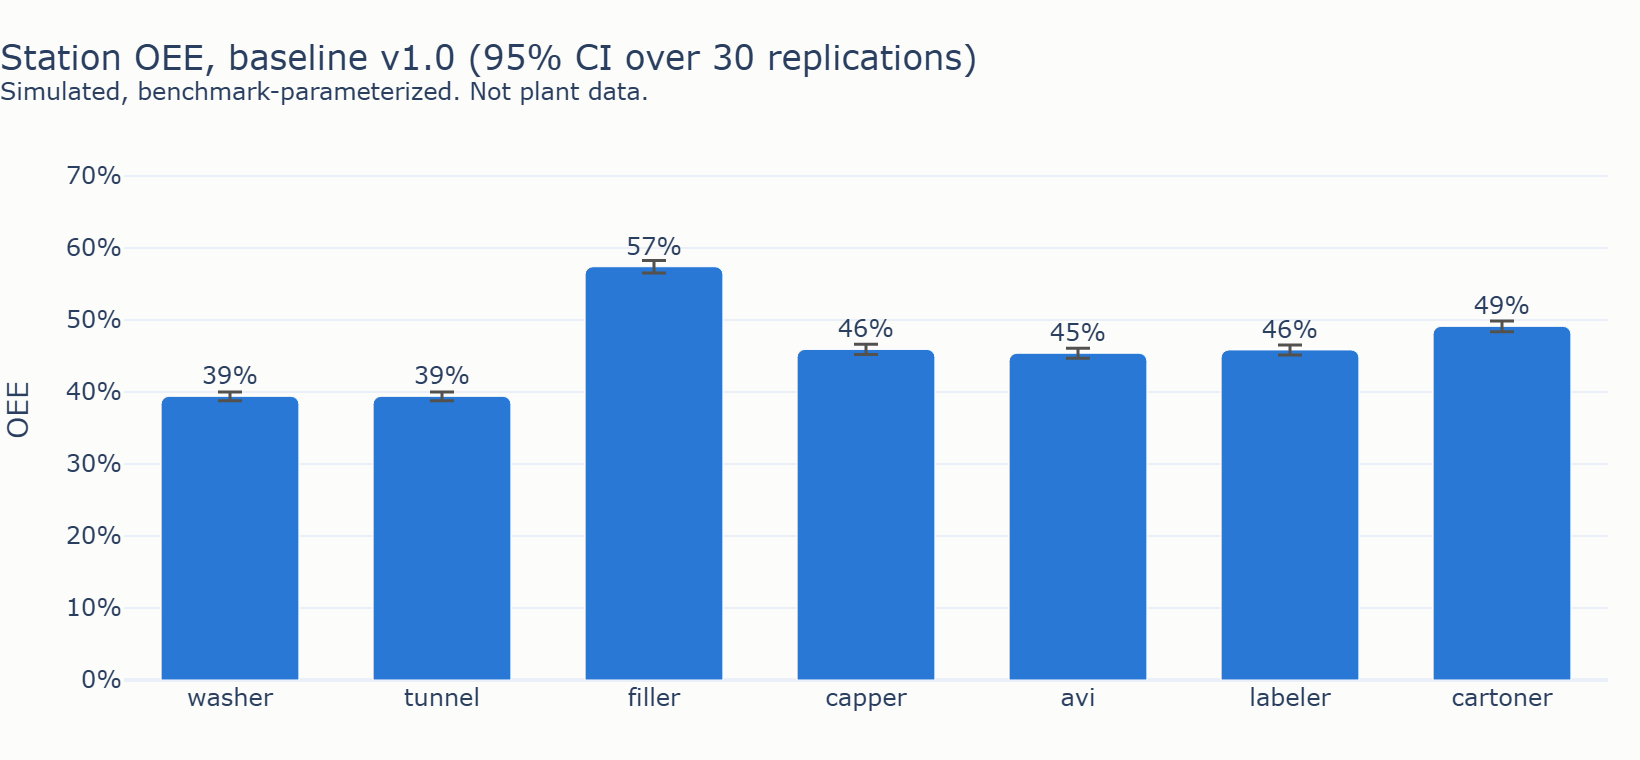 Station OEE, baseline v1.0 (95% CI over 30 replications)
Simulated, benchmark-parameterized. Not plant data.
70%
60%
50%
40%
30%
20%
10%
0%
OEE
39%
39%
57%
46%
45%
46%
49%
washer
tunnel
filler
capper
avi
labeler
cartoner